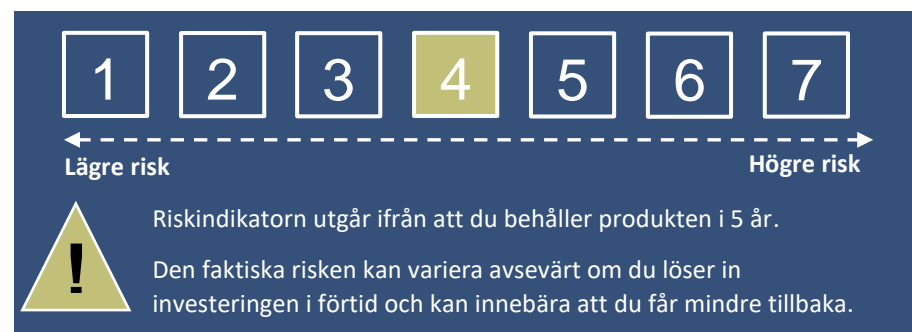 1 2 3 4 5 6 7
Lägre risk Högre risk
!
Riskindikatorn utgår ifrån att du behåller produkten i 5 år.
Den faktiska risken kan variera avsevärt om du löser in
investeringen i förtid och kan innebära att du får mindre tillbaka.